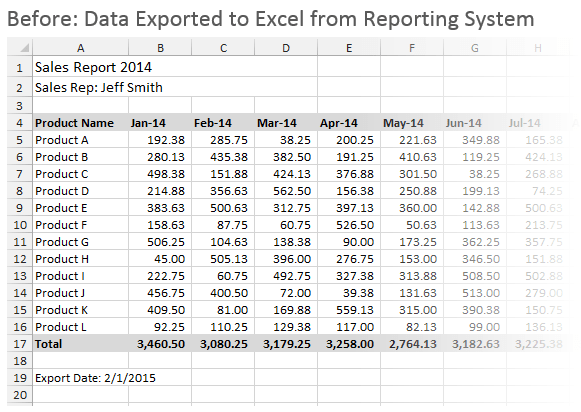 Before: Data Exported to Excel from Reporting System
A B C D E F G H
1 Sales Report 2014
2 Sales Rep: Jeff Smith
3
4 Product Name Jan-14 Feb-14 Mar-14 Apr-14 May-14 Jun-14 Jul-14
5 Product A 192.38 285.75 38.25 200.25 221.63 349.88 165.38
6 Product B 280.13 435.38 382.50 191.25 410.63 119.25 424.13
7 Product C 498.38 151.88 424.13 376.88 301.50 38.25 268.88
8 Product D 214.88 356.63 562.50 156.38 250.88 199.13 74.25
9 Product E 383.63 500.63 312.75 397.13 360.00 142.88 500.63
10 Product F 158.63 87.75 60.75 526.50 50.63 113.63 213.75
11 Product G 506.25 104.63 138.38 90.00 173.25 362.25 357.75
12 Product H 45.00 505.13 396.00 276.75 153.00 346.50 151.88
13 Product I 222.75 60.75 492.75 327.38 313.88 508.50 502.88
14 Product J 456.75 400.50 72.00 39.38 131.63 513.00 279.00
15 Product K 409.50 81.00 169.88 559.13 315.00 390.38 150.75
16 Product L 92.25 110.25 129.38 117.00 82.13 99.00 136.13
17 Total 3,460.50 3,080.25 3,179.25 3,258.00 2,764.13 3,182.63 3,225.38
18
19 Export Date: 2/1/2015
20